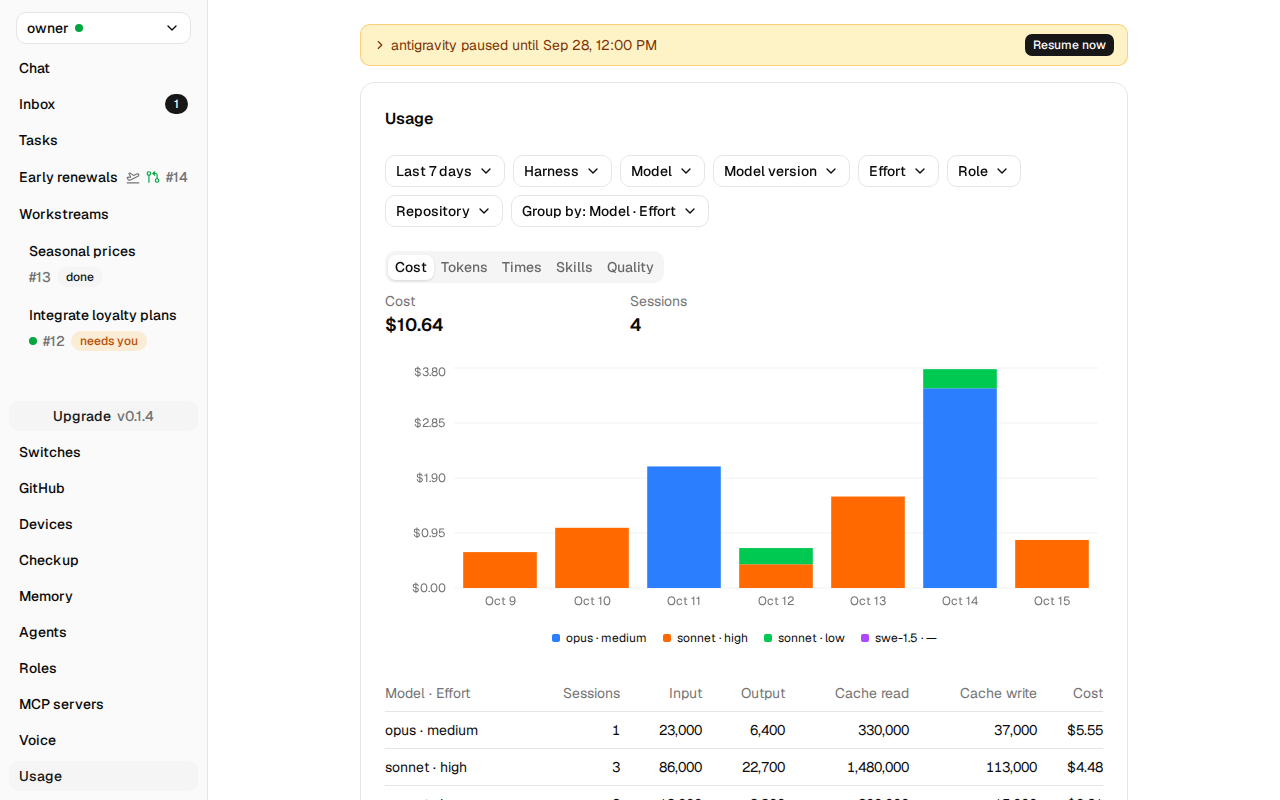 owner
Chat
Inbox 1
Tasks
Early renewals #14
Workstreams
Seasonal prices
#13 done
Integrate loyalty plans
#12 needs you
Upgrade v0.1.4
Switches
GitHub
Devices
Checkup
Memory
Agents
Roles
MCP servers
Voice
Usage
antigravity paused until Sep 28, 12:00 PM Resume now
Usage
Last 7 days Harness Model Model version Effort Role
Repository Group by: Model · Effort
Cost Tokens Times Skills Quality
Cost Sessions
$10.64 4
$3.80
$2.85
$1.90
$0.95
$0.00
Oct 9 Oct 10 Oct 11 Oct 12 Oct 13 Oct 14 Oct 15
opus · medium sonnet · high sonnet · low swe-1.5 · —
Model · Effort Sessions Input Output Cache read Cache write Cost
opus · medium 1 23,000 6,400 330,000 37,000 $5.55
sonnet · high 3 86,000 22,700 1,480,000 113,000 $4.48